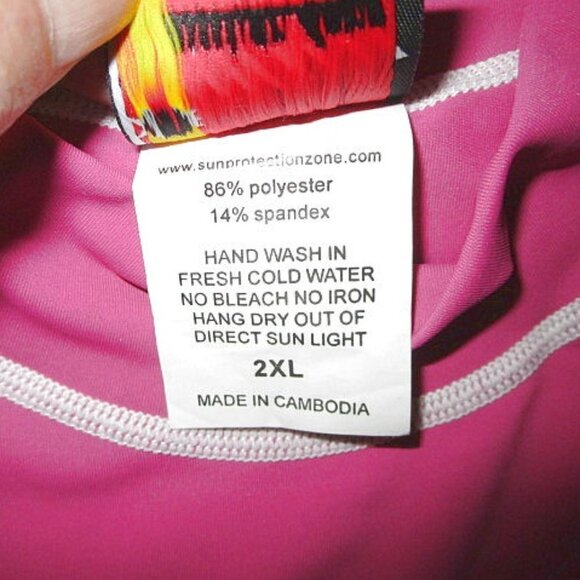 www.sunprotectionzone.com
86% polyester
14% spandex
HAND WASH IN
FRESH COLD WATER
NO BLEACH NO IRON
HANG DRY OUT OF
DIRECT SUN LIGHT
2XL
MADE IN CAMBODIA